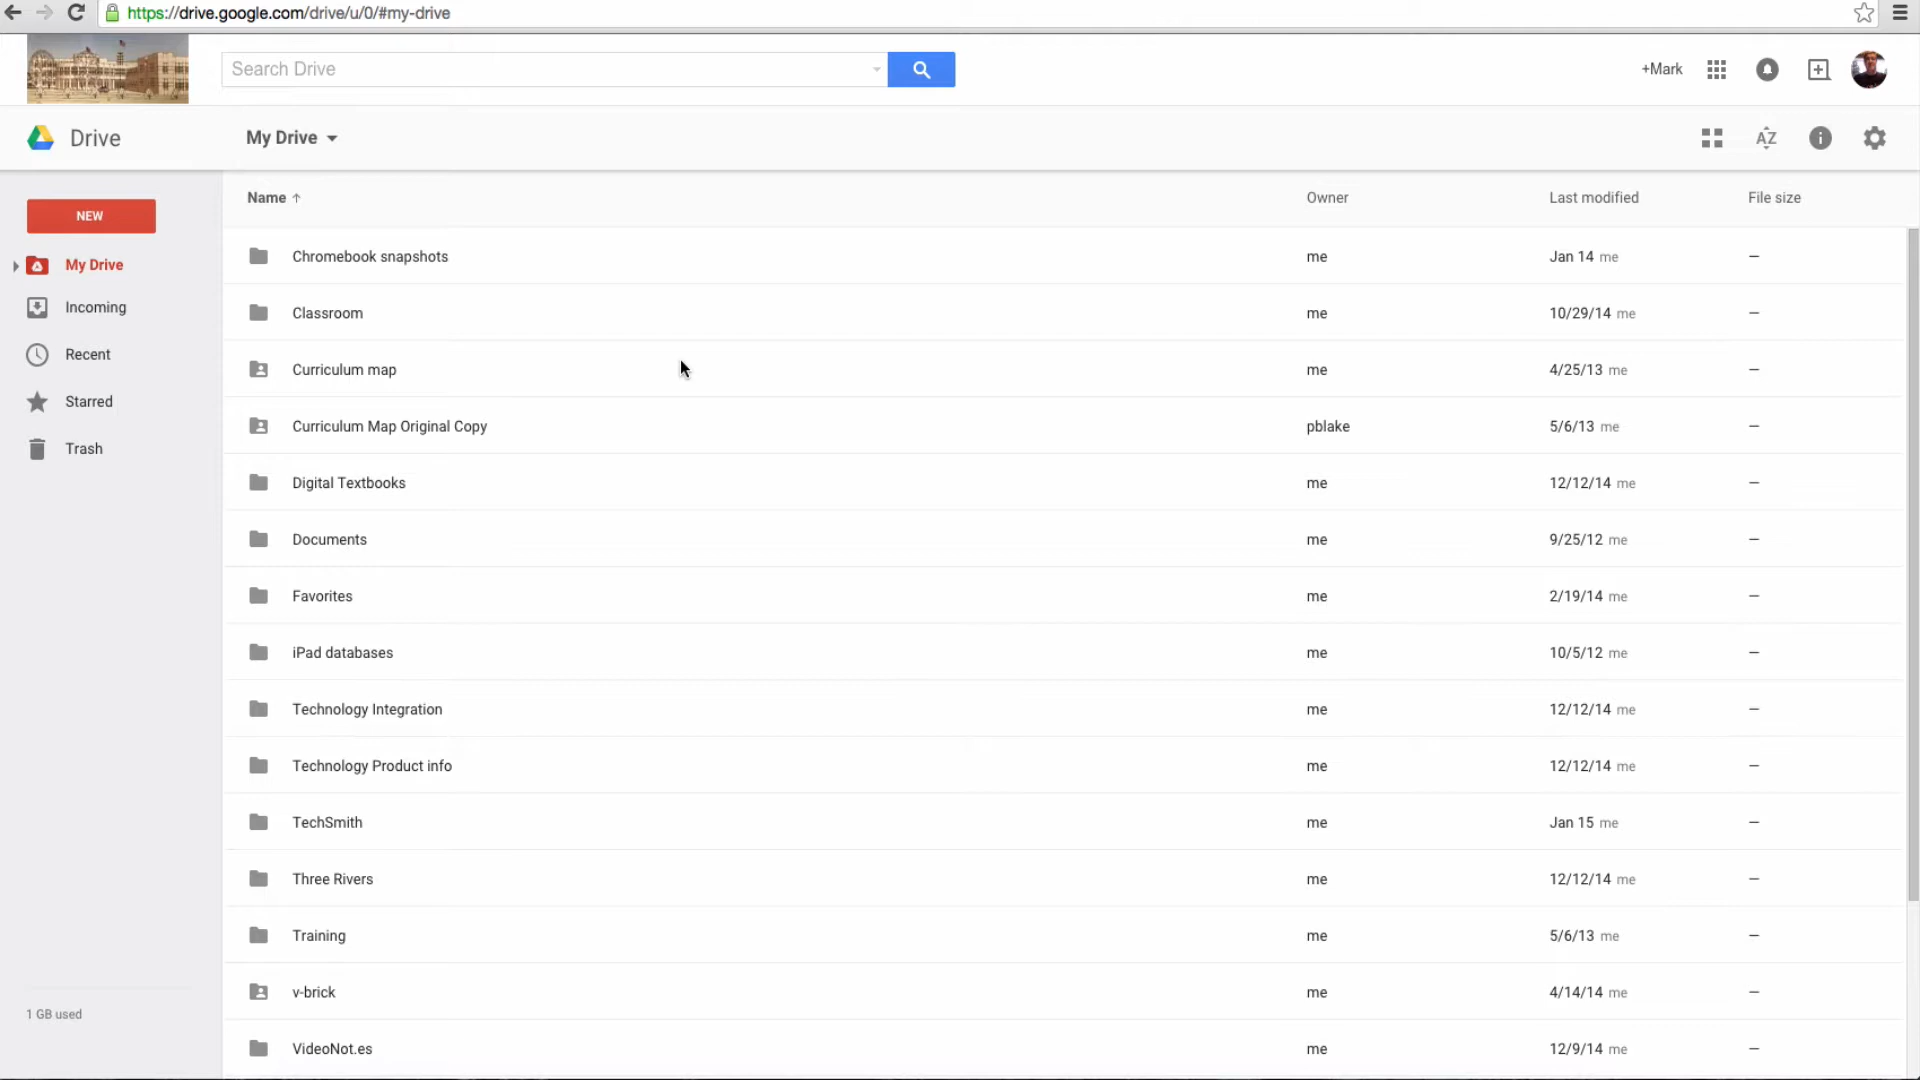 https://drive.google.com/drive/u/0/#my-drive
Search Drive
+Mark
Drive
My Drive
AZ
NEW
My Drive
Incoming
Recent
Starred
Trash
1 GB used
Name ↑ Owner Last modified File size
Chromebook snapshots me Jan 14 me –
Classroom me 10/29/14 me –
Curriculum map me 4/25/13 me –
Curriculum Map Original Copy pblake 5/6/13 me –
Digital Textbooks me 12/12/14 me –
Documents me 9/25/12 me –
Favorites me 2/19/14 me –
iPad databases me 10/5/12 me –
Technology Integration me 12/12/14 me –
Technology Product info me 12/12/14 me –
TechSmith me Jan 15 me –
Three Rivers me 12/12/14 me –
Training me 5/6/13 me –
v-brick me 4/14/14 me –
VideoNot.es me 12/9/14 me –